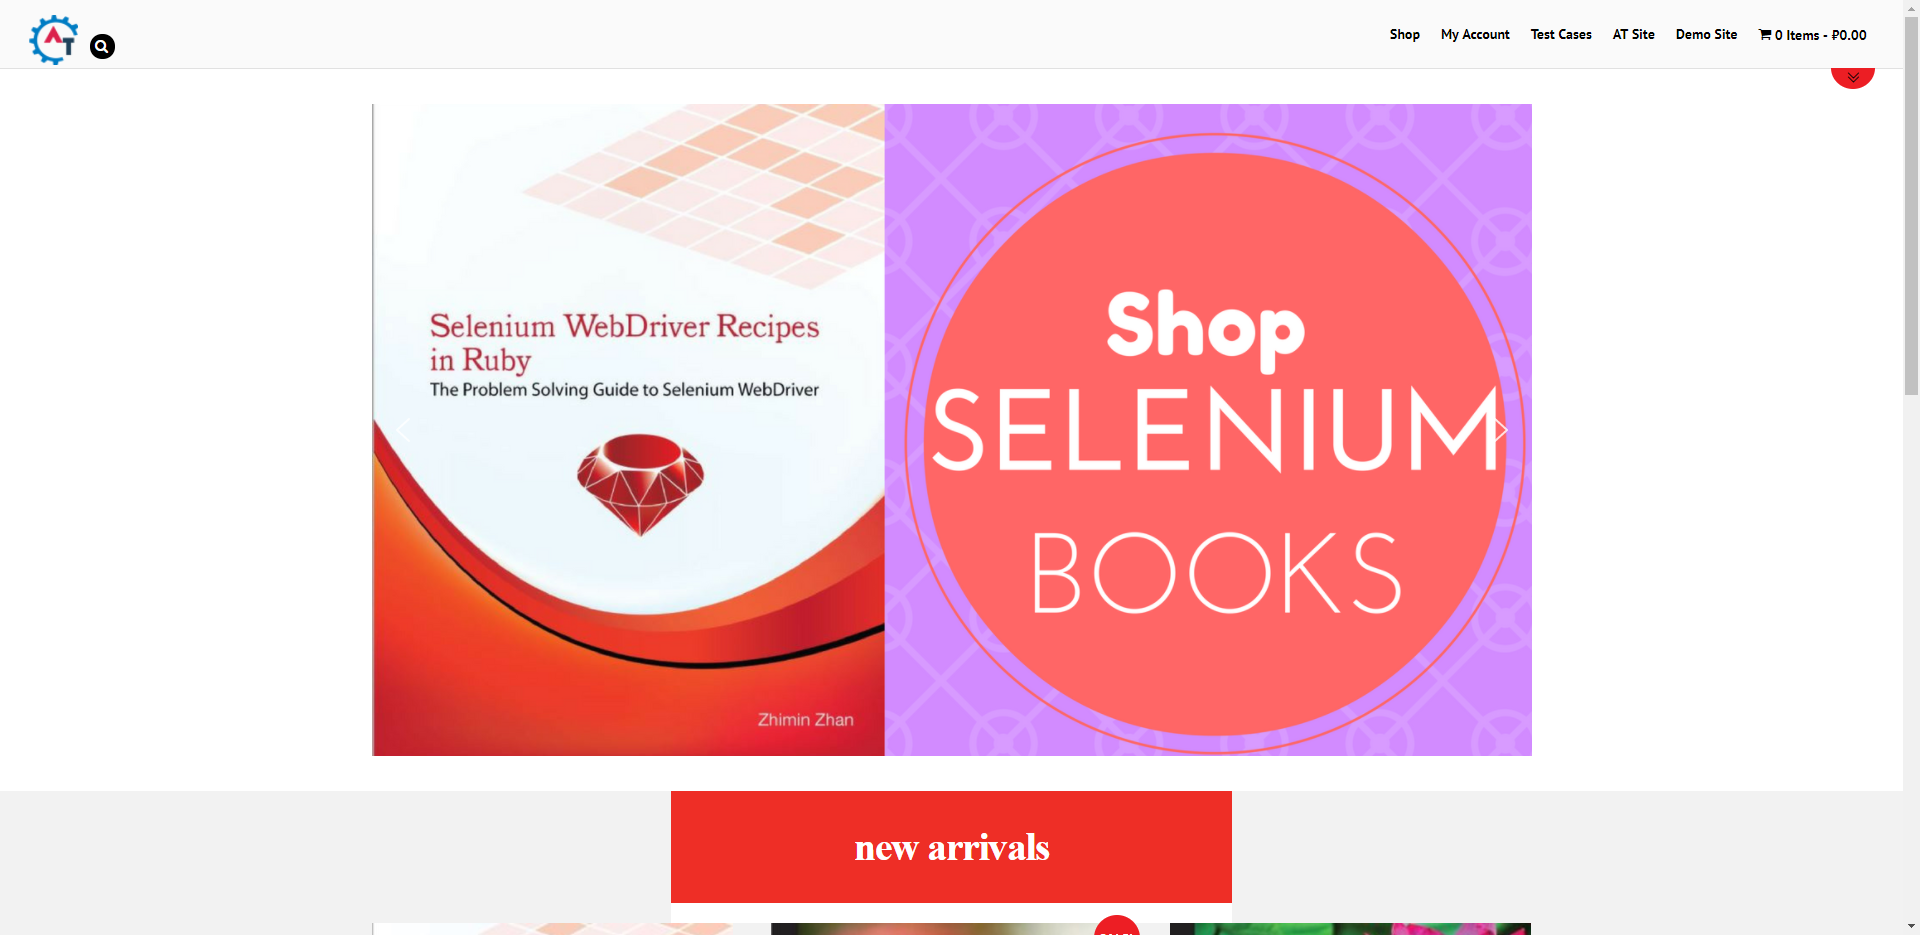 AT
Shop
My Account
Test Cases
AT Site
Demo Site
0 Items - ₽0.00
Selenium WebDriver Recipes
in Ruby
The Problem Solving Guide to Selenium WebDriver
Zhimin Zhan
Shop
SELENIUM
BOOKS
new arrivals